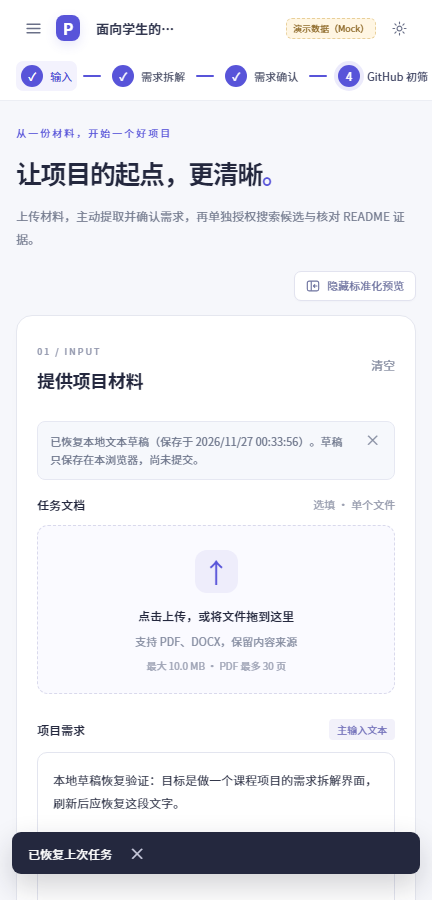 P 面向学生的… 演示数据（Mock）
✓ 输入 ✓ 需求拆解 ✓ 需求确认 4 GitHub 初筛
从一份材料，开始一个好项目
让项目的起点，更清晰。
上传材料，主动提取并确认需求，再单独授权搜索候选与核对 README 证
据。
隐藏标准化预览
01 / INPUT
清空
提供项目材料
已恢复本地文本草稿（保存于 2026/11/27 00:33:56）。草稿
只保存在本浏览器，尚未提交。
任务文档 选填 · 单个文件
点击上传，或将文件拖到这里
支持 PDF、DOCX，保留内容来源
最大 10.0 MB · PDF 最多 30 页
项目需求 主输入文本
本地草稿恢复验证：目标是做一个课程项目的需求拆解界面，
刷新后应恢复这段文字。
已恢复上次任务